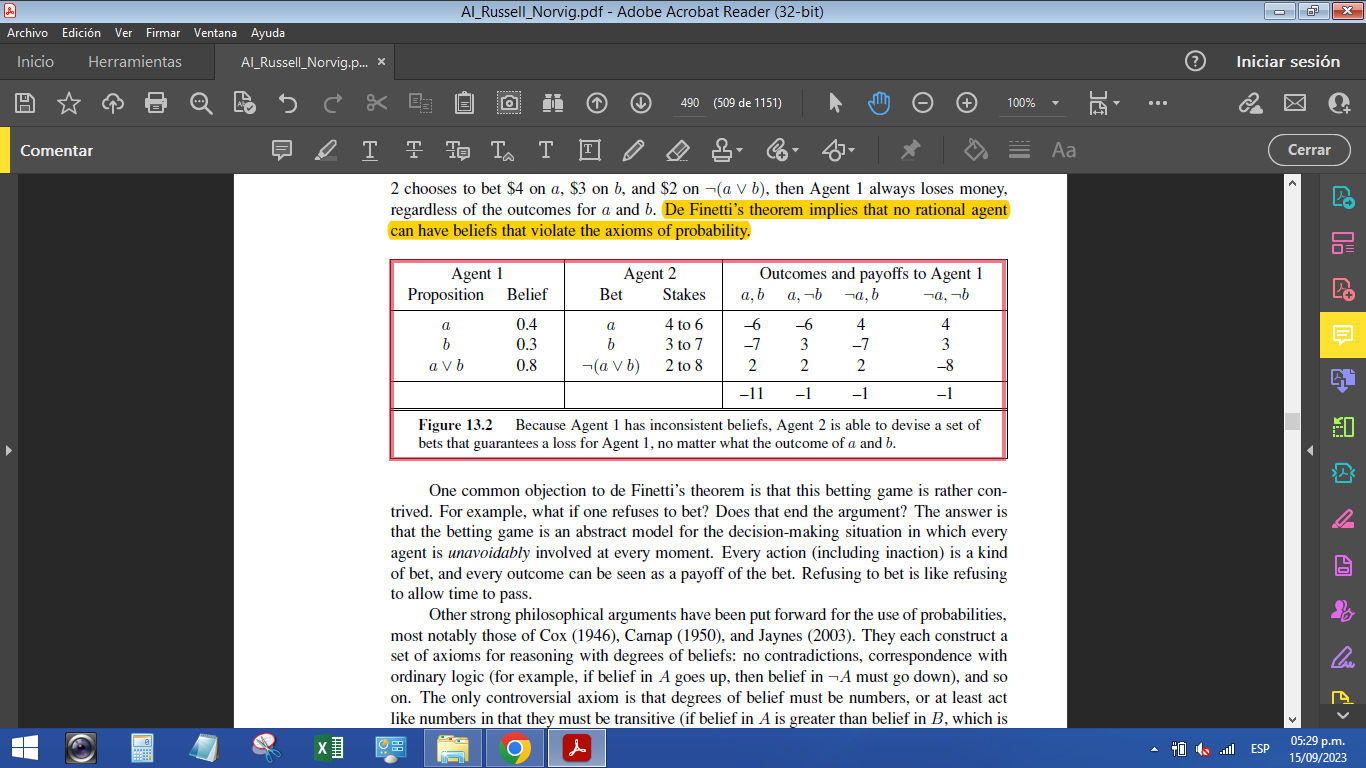 AI_Russell_Norvig.pdf - Adobe Acrobat Reader (32-bit)
Archivo Edición Ver Firmar Ventana Ayuda
Inicio Herramientas AI_Russell_Norvig.p... × ? Iniciar sesión
490 (509 de 1151) 100%
Comentar Aa Cerrar
2 chooses to bet $4 on a, $3 on b, and $2 on ¬(a ∨ b), then Agent 1 always loses money,
regardless of the outcomes for a and b. De Finetti's theorem implies that no rational agent
can have beliefs that violate the axioms of probability.
Agent 1 Agent 2 Outcomes and payoffs to Agent 1
Proposition Belief Bet Stakes a, b a, ¬b ¬a, b ¬a, ¬b
a 0.4 a 4 to 6 –6 –6 4 4
b 0.3 b 3 to 7 –7 3 –7 3
a ∨ b 0.8 ¬(a ∨ b) 2 to 8 2 2 2 –8
–11 –1 –1 –1
Figure 13.2 Because Agent 1 has inconsistent beliefs, Agent 2 is able to devise a set of
bets that guarantees a loss for Agent 1, no matter what the outcome of a and b.
One common objection to de Finetti's theorem is that this betting game is rather con-
trived. For example, what if one refuses to bet? Does that end the argument? The answer is
that the betting game is an abstract model for the decision-making situation in which every
agent is unavoidably involved at every moment. Every action (including inaction) is a kind
of bet, and every outcome can be seen as a payoff of the bet. Refusing to bet is like refusing
to allow time to pass.
Other strong philosophical arguments have been put forward for the use of probabilities,
most notably those of Cox (1946), Carnap (1950), and Jaynes (2003). They each construct a
set of axioms for reasoning with degrees of beliefs: no contradictions, correspondence with
ordinary logic (for example, if belief in A goes up, then belief in ¬A must go down), and so
on. The only controversial axiom is that degrees of belief must be numbers, or at least act
like numbers in that they must be transitive (if belief in A is greater than belief in B, which is
ESP 05:29 p.m.
15/09/2023